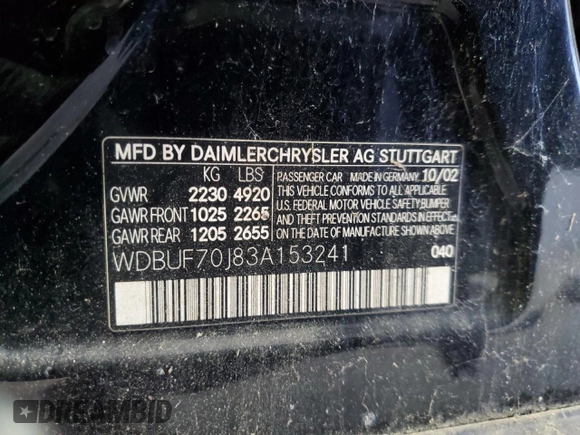 MFD BY DAIMLERCHRYSLER AG STUTTGART
KG LBS
GVWR 2230 4920
GAWR FRONT 1025 2265
GAWR REAR 1205 2655
PASSENGER CAR MADE IN GERMANY 10/02
THIS VEHICLE CONFORMS TO ALL APPLICABLE
U.S. FEDERAL MOTOR VEHICLE SAFETY, BUMPER
AND THEFT PREVENTION STANDARDS IN EFFECT ON THE
DATE OF MANUFACTURE SHOWN ABOVE.
WDBUF70J83A153241 040
DREAMBID